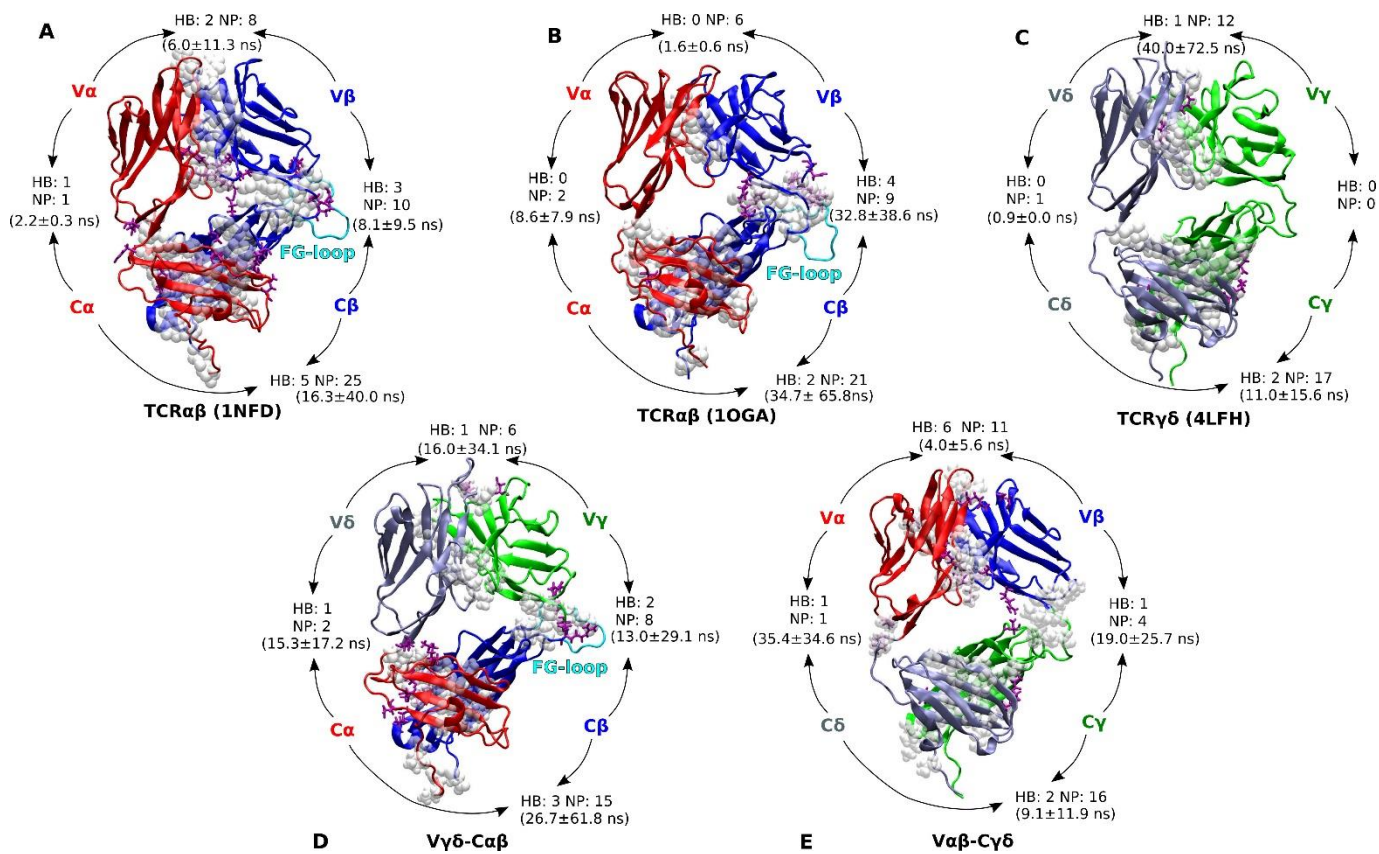 A
HB: 2 NP: 8
(6.0±11.3 ns)
Vα
Vβ
HB: 1
NP: 1
(2.2±0.3 ns)
HB: 3
NP: 10
(8.1±9.5 ns)
FG-loop
Cα
Cβ
HB: 5 NP: 25
(16.3±40.0 ns)
TCRαβ (1NFD)
B
HB: 0 NP: 6
(1.6±0.6 ns)
Vα
Vβ
HB: 0
NP: 2
(8.6±7.9 ns)
HB: 4
NP: 9
(32.8±38.6 ns)
FG-loop
Cα
Cβ
HB: 2 NP: 21
(34.7± 65.8ns)
TCRαβ (1OGA)
C
HB: 1 NP: 12
(40.0±72.5 ns)
Vδ
Vγ
HB: 0
NP: 1
(0.9±0.0 ns)
HB: 0
NP: 0
Cδ
Cγ
HB: 2 NP: 17
(11.0±15.6 ns)
TCRγδ (4LFH)
HB: 1 NP: 6
(16.0±34.1 ns)
Vδ
Vγ
HB: 1
NP: 2
(15.3±17.2 ns)
HB: 2
NP: 8
(13.0±29.1 ns)
FG-loop
Cα
Cβ
HB: 3 NP: 15
(26.7±61.8 ns)
D
Vγδ-Cαβ
HB: 6 NP: 11
(4.0±5.6 ns)
Vα
Vβ
HB: 1
NP: 1
(35.4±34.6 ns)
HB: 1
NP: 4
(19.0±25.7 ns)
Cδ
Cγ
HB: 2 NP: 16
(9.1±11.9 ns)
E
Vαβ-Cγδ